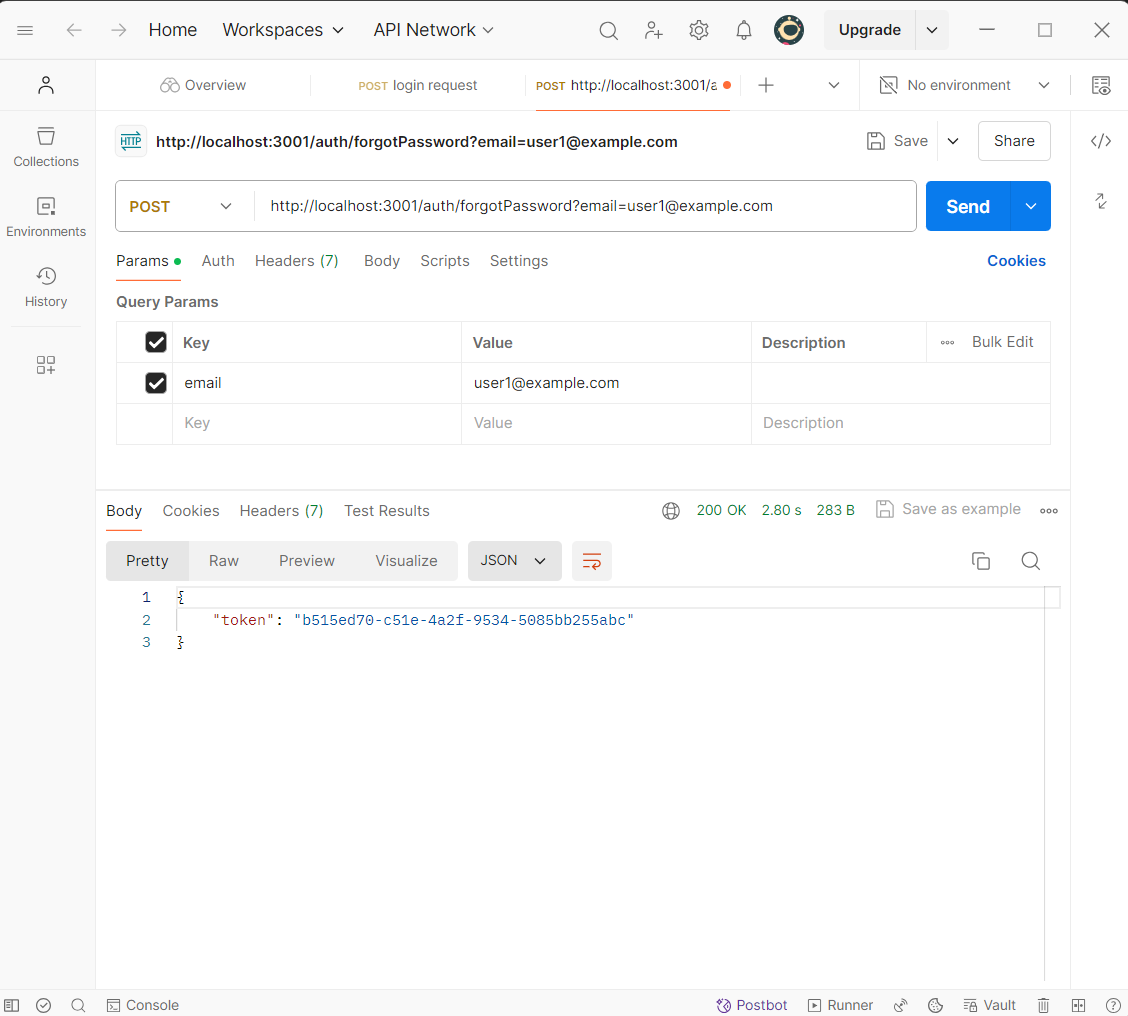 Home Workspaces API Network Upgrade
Overview POST login request POST http://localhost:3001/a No environment
HTTP http://localhost:3001/auth/forgotPassword?email=user1@example.com Save Share
Collections
POST http://localhost:3001/auth/forgotPassword?email=user1@example.com Send
Environments
Params Auth Headers (7) Body Scripts Settings Cookies
History
Query Params
Key Value Description Bulk Edit
email user1@example.com
Key Value Description
Body Cookies Headers (7) Test Results 200 OK 2.80 s 283 B Save as example
Pretty Raw Preview Visualize JSON
1 {
2 "token": "b515ed70-c51e-4a2f-9534-5085bb255abc"
3 }
Console Postbot Runner Vault